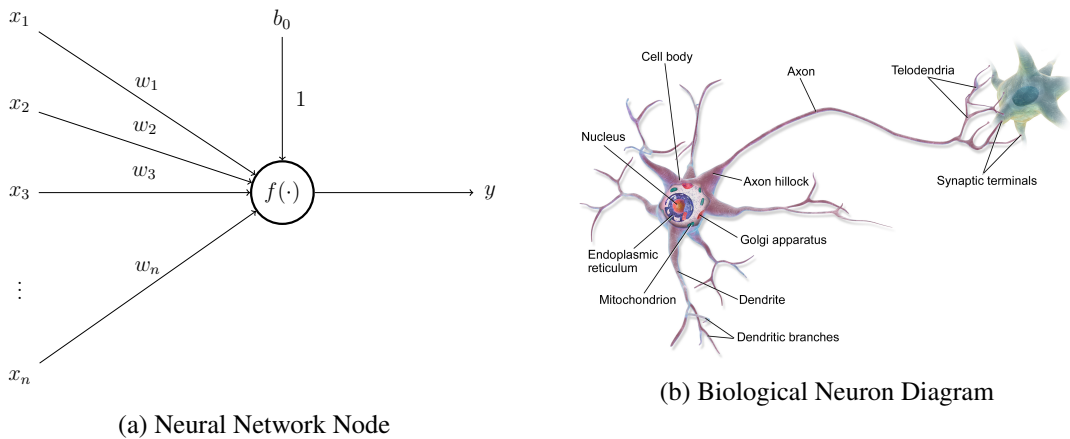 x₁
b₀
w₁
1
x₂
w₂
w₃
x₃
f(·)
y
wₙ
⋮
xₙ
(a) Neural Network Node
Cell body
Axon
Telodendria
Nucleus
Synaptic terminals
Axon hillock
Golgi apparatus
Endoplasmic
reticulum
Mitochondrion
Dendrite
Dendritic branches
(b) Biological Neuron Diagram